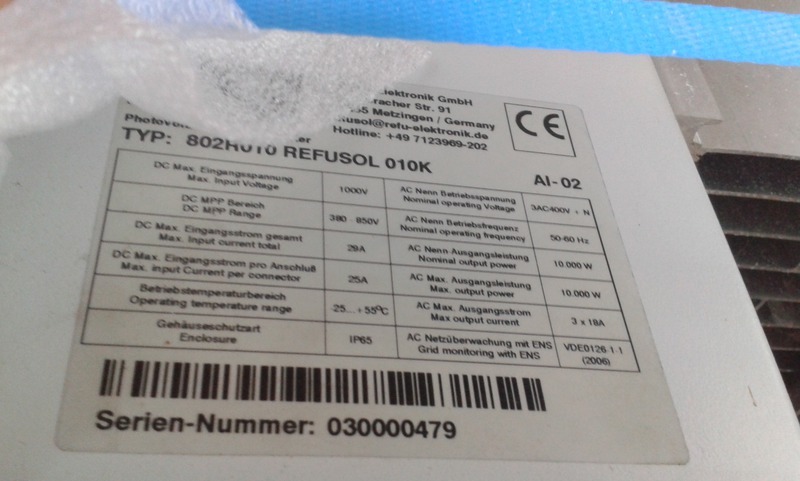 lektronik GmbH
racher Str. 91
Metzingen / Germany
usol@refu-elektronik.de
Hotline: +49 7123969-202
CE
TYP: 802R010 REFUSOL 010K
AI-02
DC Max. Eingangsspannung
Max. Input Voltage
1000V
AC Nenn Betriebsspannung
Nominal operating Voltage
3AC400V + N
DC MPP Bereich
DC MPP Range
380 - 850V
AC Nenn Betriebsfrequenz
Nominal operating frequency
50-60 Hz
DC Max. Eingangsstrom gesamt
Max. Input current total
29A
AC Nenn Ausgangsleistung
Nominal output power
10.000 W
DC Max. Eingangsstrom pro Anschluß
Max. input Current per connector
25A
AC Max. Ausgangsleistung
Max. output power
10.000 W
Betriebstemperaturbereich
Operating temperature range
-25...+55°C
AC Max. Ausgangsstrom
Max output current
3 x 18A
Gehäuseschutzart
Enclosure
IP65
AC Netzüberwachung mit ENS
Grid monitoring with ENS
VDE0126-1-1
(2006)
Serien-Nummer: 030000479